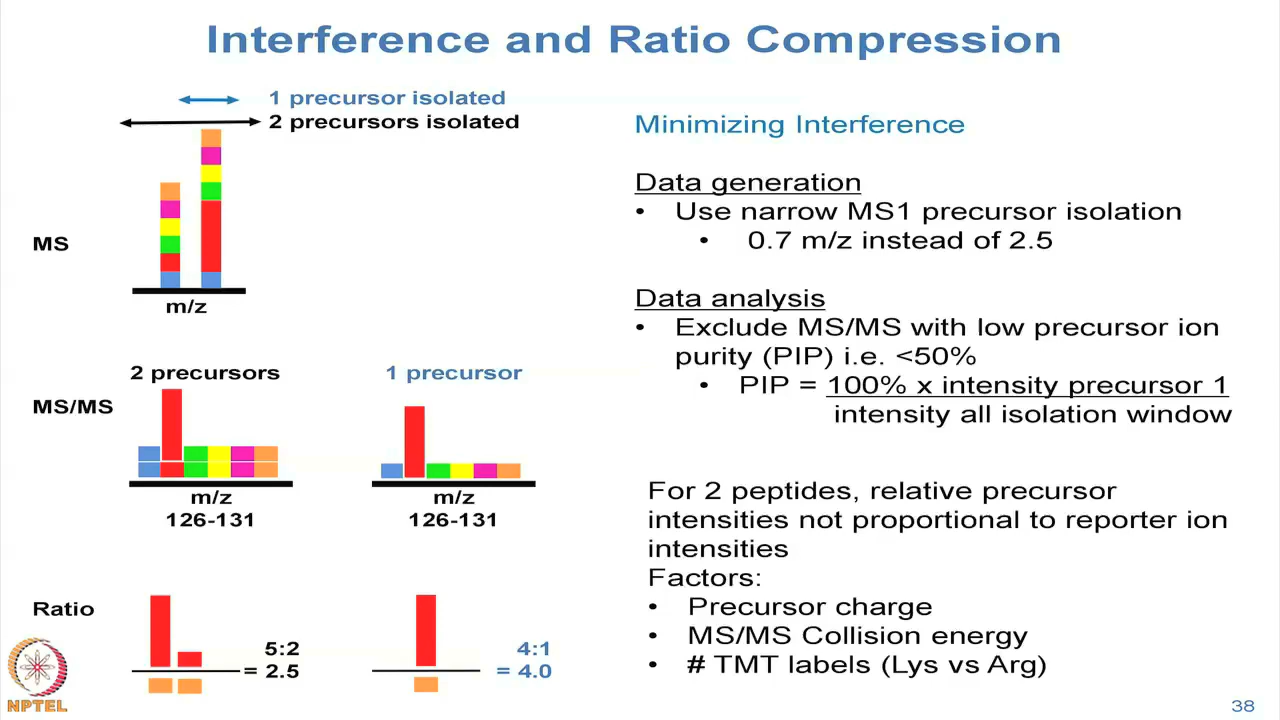 Interference and Ratio Compression
1 precursor isolated
2 precursors isolated
MS
m/z
2 precursors
1 precursor
MS/MS
m/z
126-131
m/z
126-131
Ratio
5:2
= 2.5
4:1
= 4.0
Minimizing Interference
Data generation
• Use narrow MS1 precursor isolation
• 0.7 m/z instead of 2.5
Data analysis
• Exclude MS/MS with low precursor ion
purity (PIP) i.e. <50%
• PIP = 100% x intensity precursor 1
intensity all isolation window
For 2 peptides, relative precursor
intensities not proportional to reporter ion
intensities
Factors:
• Precursor charge
• MS/MS Collision energy
• # TMT labels (Lys vs Arg)
NPTEL
38